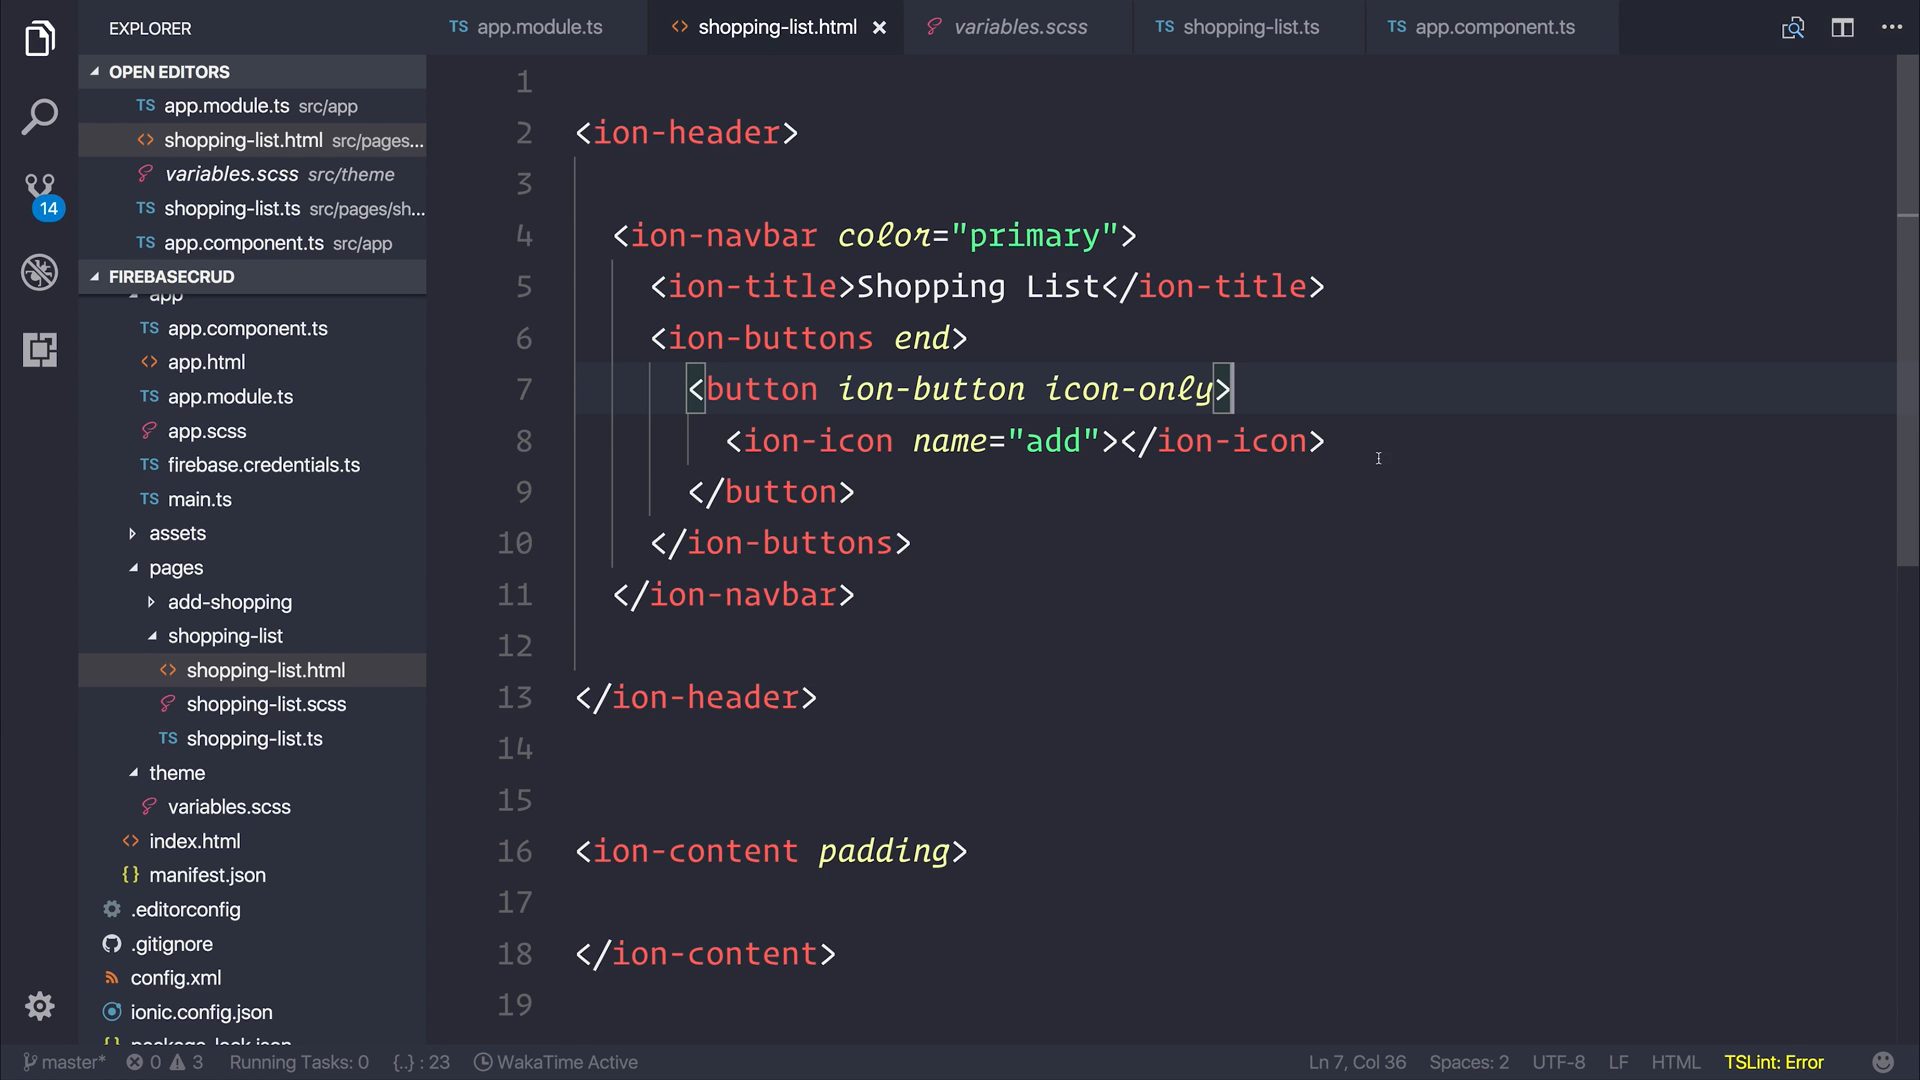 EXPLORER
OPEN EDITORS
TS app.module.ts src/app
<> shopping-list.html src/pages...
variables.scss src/theme
TS shopping-list.ts src/pages/sh...
TS app.component.ts src/app
FIREBASECRUD
app
TS app.component.ts
<> app.html
TS app.module.ts
app.scss
TS firebase.credentials.ts
TS main.ts
assets
pages
add-shopping
shopping-list
<> shopping-list.html
shopping-list.scss
TS shopping-list.ts
theme
variables.scss
<> index.html
{} manifest.json
.editorconfig
.gitignore
config.xml
ionic.config.json
14
TS app.module.ts
<> shopping-list.html
variables.scss
TS shopping-list.ts
TS app.component.ts
1
2 <ion-header>
3
4 <ion-navbar color="primary">
5 <ion-title>Shopping List</ion-title>
6 <ion-buttons end>
7 <button ion-button icon-only>
8 <ion-icon name="add"></ion-icon>
9 </button>
10 </ion-buttons>
11 </ion-navbar>
12
13 </ion-header>
14
15
16 <ion-content padding>
17
18 </ion-content>
19
master* 0 3 Running Tasks: 0 {..} : 23 WakaTime Active
Ln 7, Col 36 Spaces: 2 UTF-8 LF HTML TSLint: Error